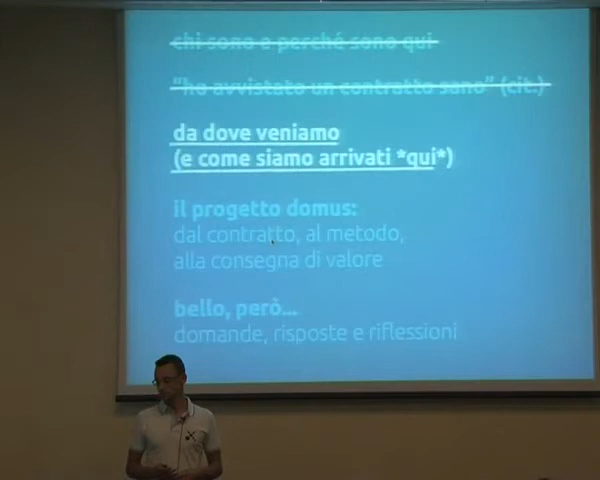 chi sono e perché sono qui
"ho avvistato un contratto sano" (cit.)
da dove veniamo
(e come siamo arrivati *qui*)
il progetto domus:
dal contratto, al metodo,
alla consegna di valore
bello, però...
domande, risposte e riflessioni